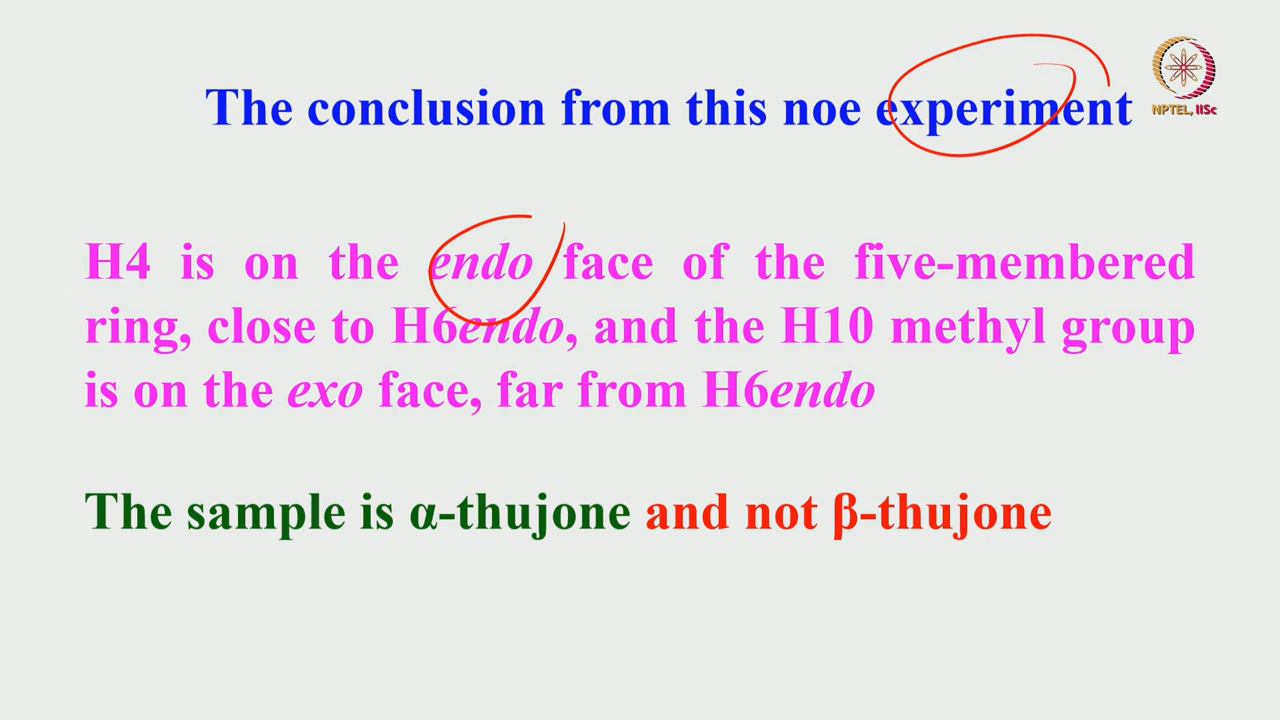 The conclusion from this noe experiment
NPTEL, IISc
H4 is on the endo face of the five-membered
ring, close to H6endo, and the H10 methyl group
is on the exo face, far from H6endo
The sample is α-thujone and not β-thujone